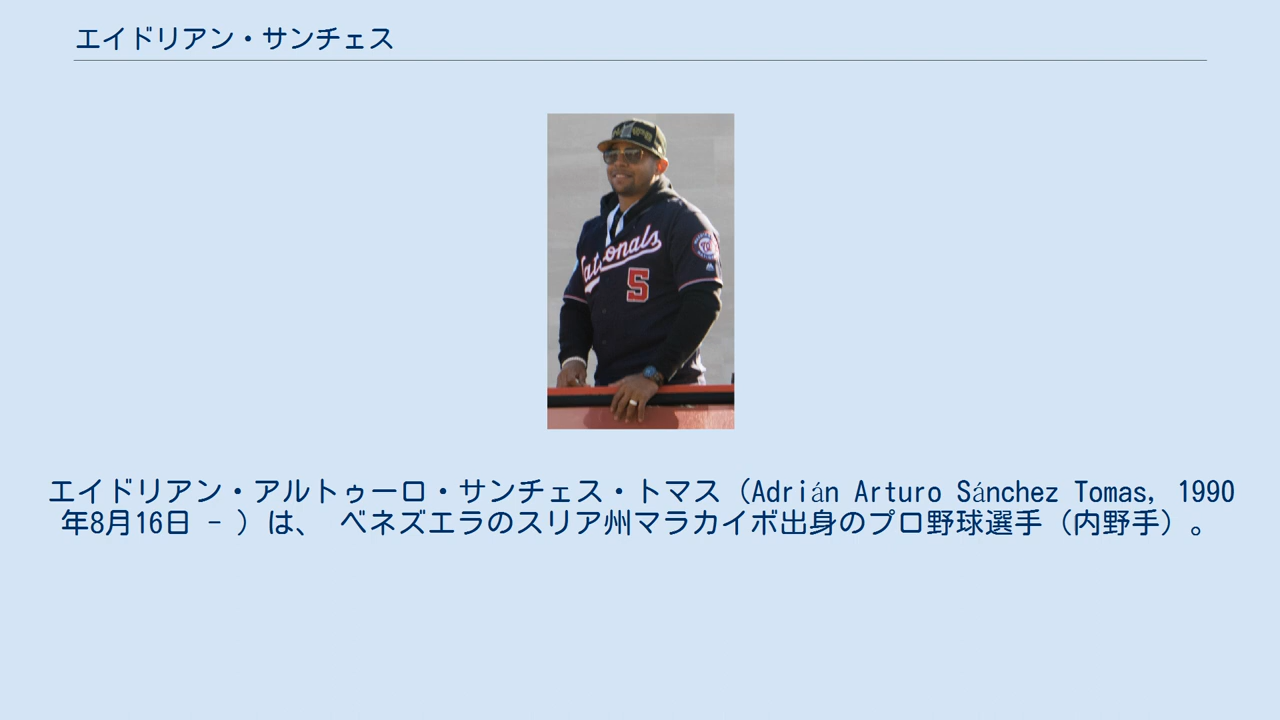 エイドリアン・サンチェス
Nationals
5
エイドリアン・アルトゥーロ・サンチェス・トマス（Adrián Arturo Sánchez Tomas, 1990
年8月16日 - ）は、 ベネズエラのスリア州マラカイボ出身のプロ野球選手（内野手）。